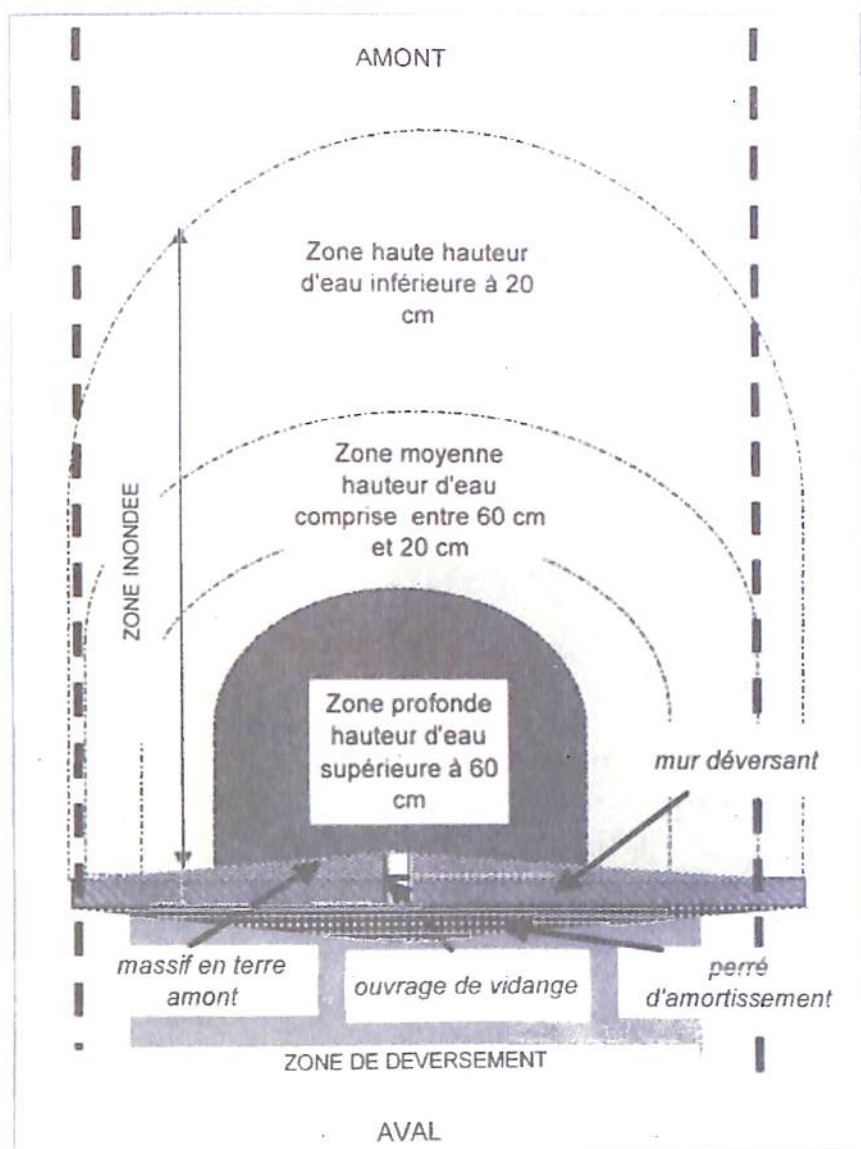 AMONT
Zone haute hauteur
d'eau inférieure à 20
cm
Zone moyenne
hauteur d'eau
comprise entre 60 cm
et 20 cm
ZONE INONDEE
Zone profonde
hauteur d'eau
supérieure à 60
cm
mur déversant
massif en terre
amont
ouvrage de vidange
perré
d'amortissement
ZONE DE DEVERSEMENT
AVAL